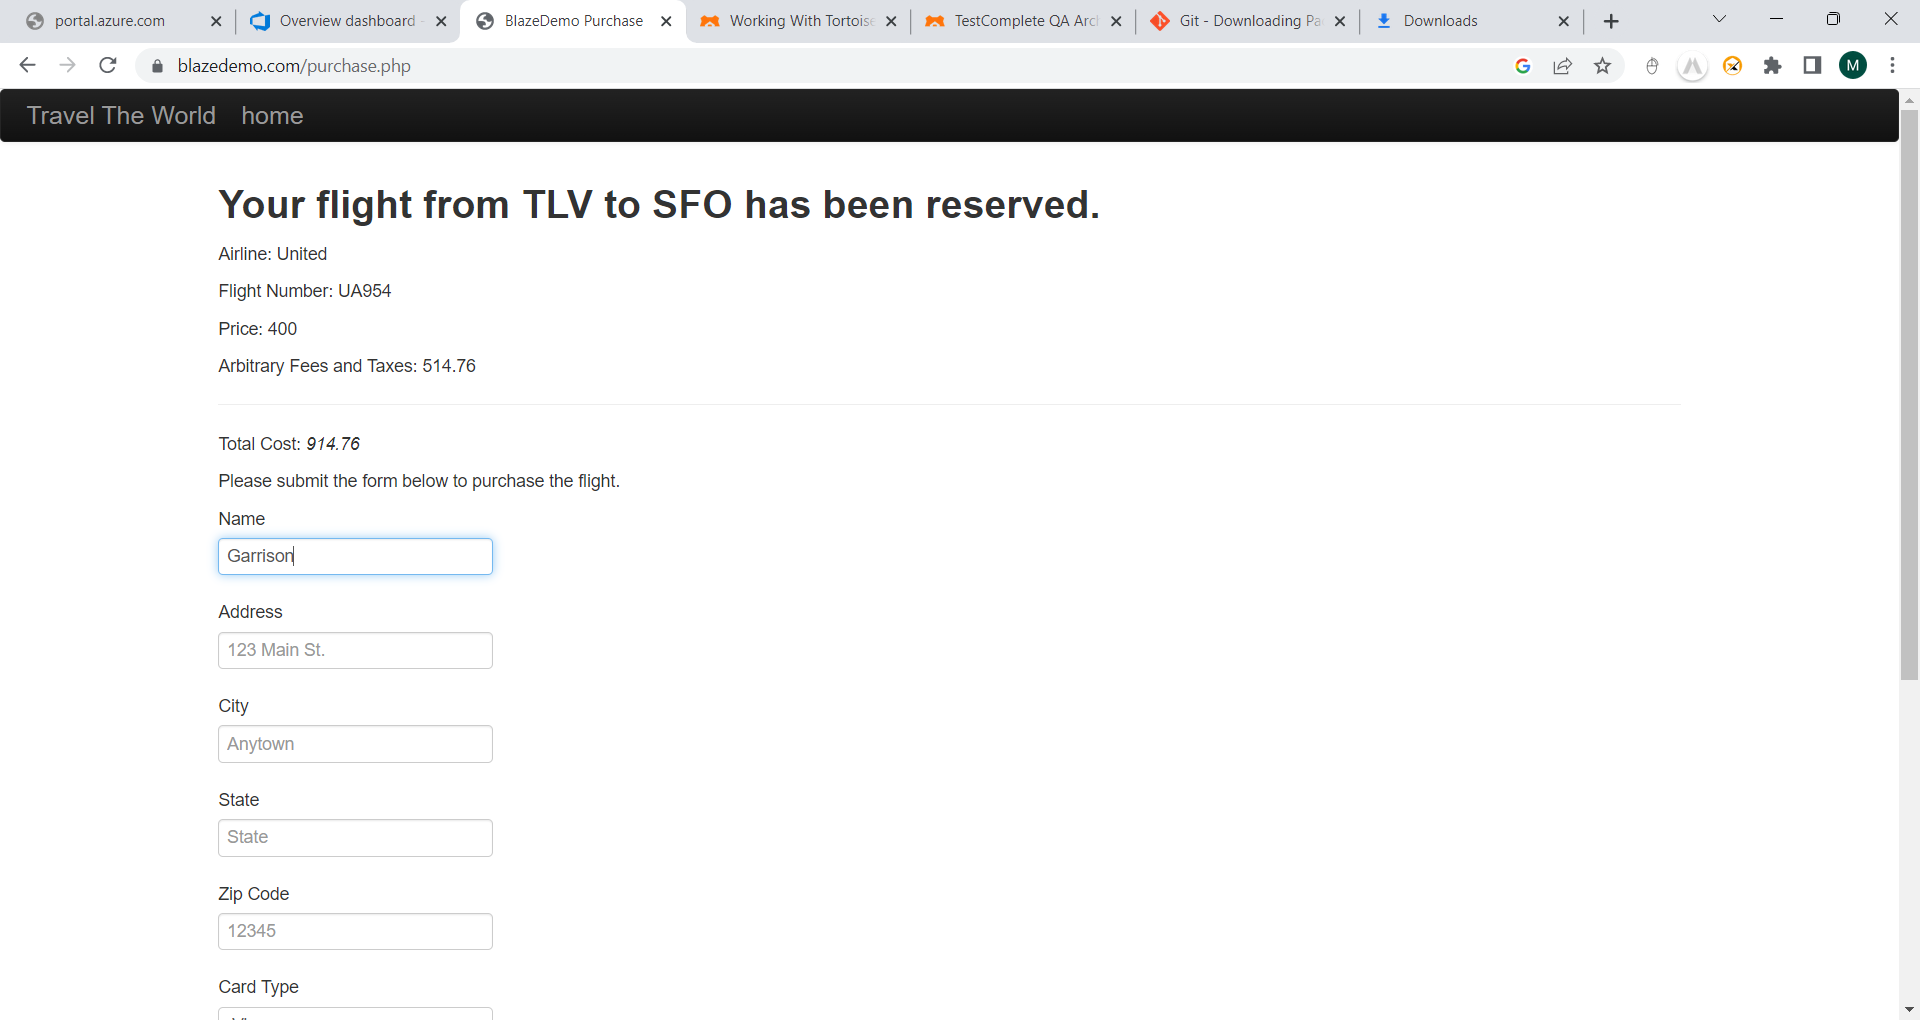 portal.azure.com
Overview dashboard
BlazeDemo Purchase
Working With Tortoise
TestComplete QA Arc
Git - Downloading Pa
Downloads
blazedemo.com/purchase.php
M
Travel The World home
Your flight from TLV to SFO has been reserved.
Airline: United
Flight Number: UA954
Price: 400
Arbitrary Fees and Taxes: 514.76
Total Cost: 914.76
Please submit the form below to purchase the flight.
Name
Garrison
Address
123 Main St.
City
Anytown
State
State
Zip Code
12345
Card Type